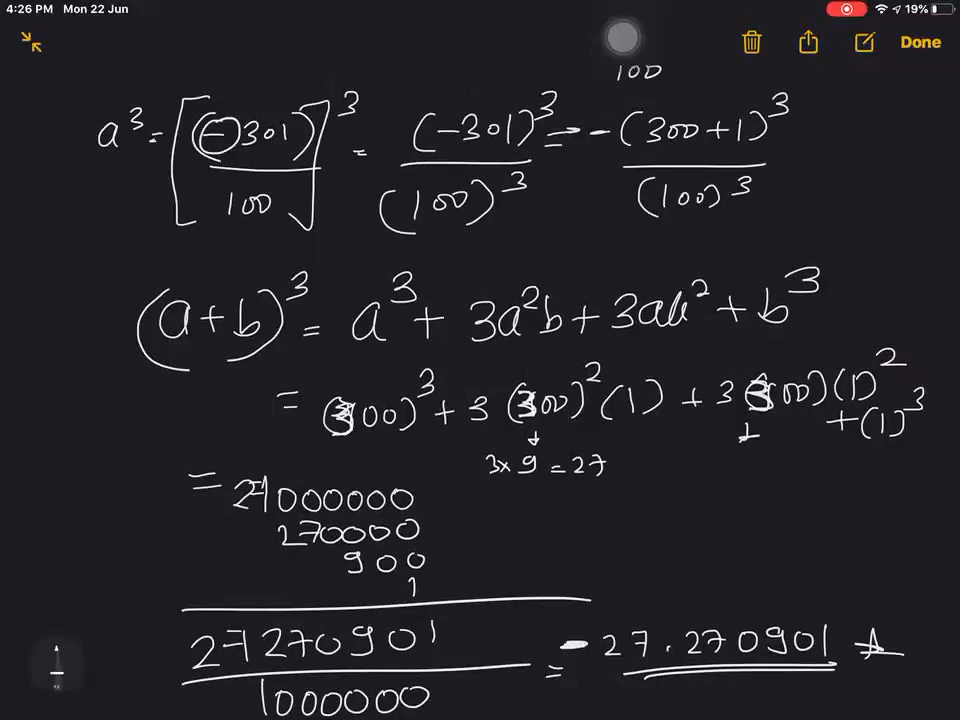 4:26 PM Mon 22 Jun 19%
Done
100
a³ = [(-301)/100]³ = (-301)³/(100)³ = -(300+1)³/(100)³
(a+b)³ = a³ + 3a²b + 3ab² + b³
= (300)³ + 3 (300)² (1) + 3 (300) (1)²
+ (1)³
3x 9 = 27
= 27000000
270000
900
1
27270901/1000000 = -27.270901